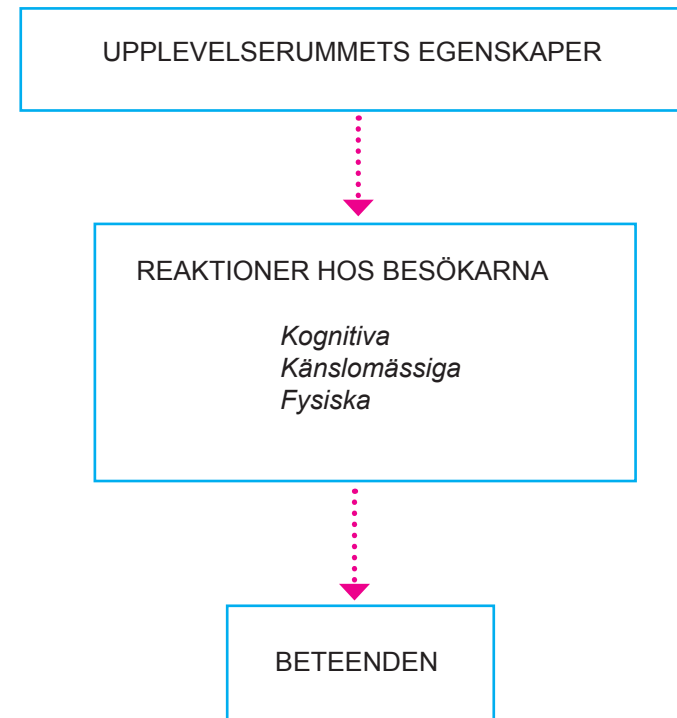 UPPLEVELSERUMMETS EGENSKAPER
REAKTIONER HOS BESÖKARNA
Kognitiva
Känslomässiga
Fysiska
BETEENDEN